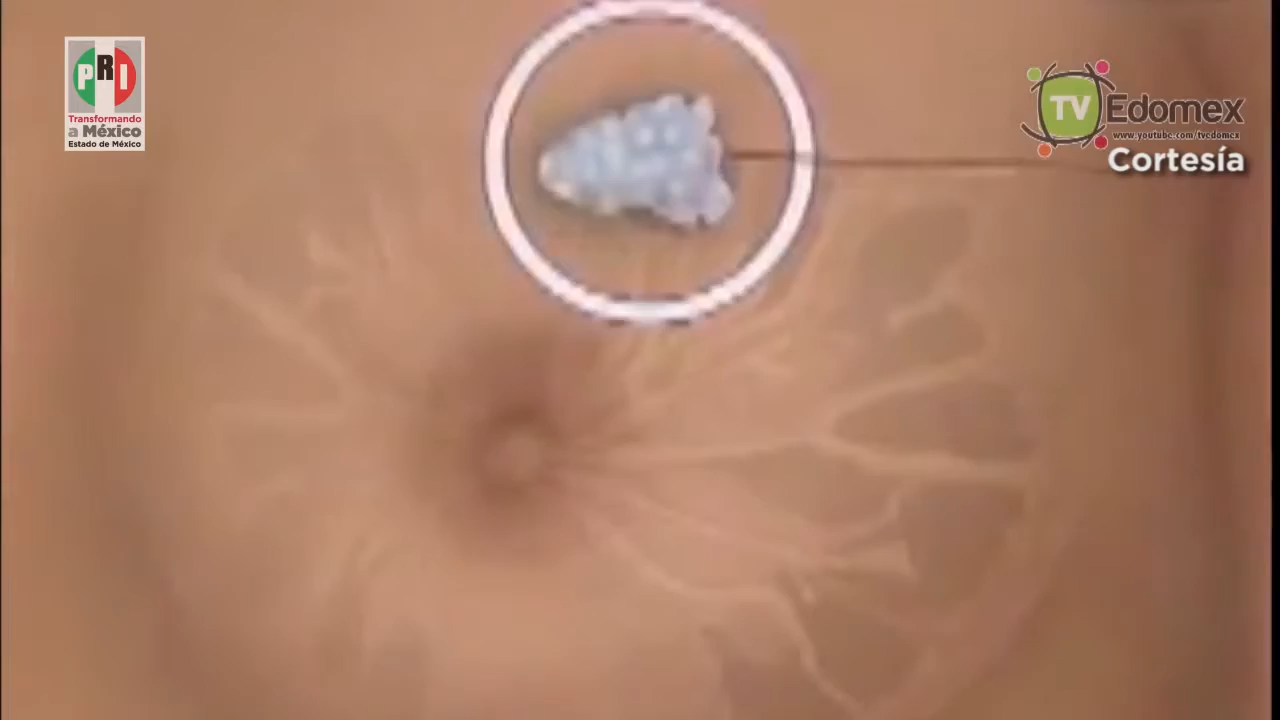 PRI
Transformando
a México
Estado de México
TV Edomex
www.youtube.com/tvedomex
Cortesía